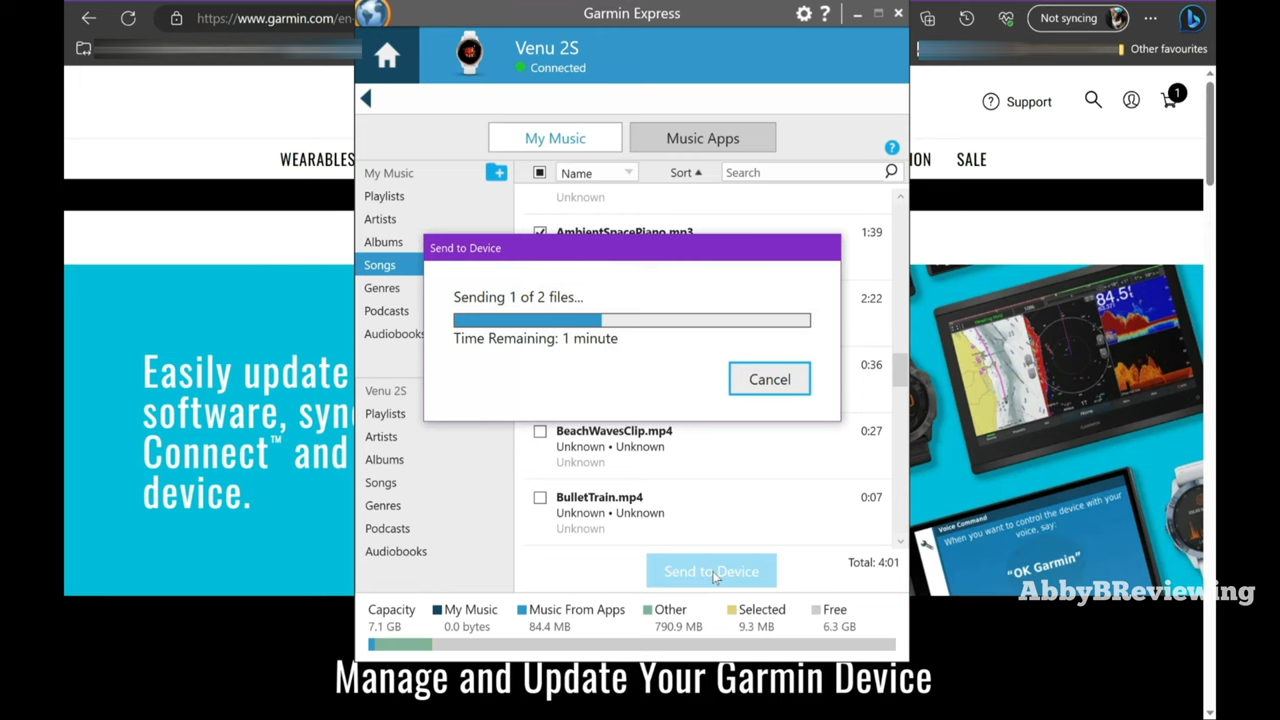 https://www.garmin.com/en-
Garmin Express
Not syncing
Other favourites
Venu 2S
Connected
Support
1
My Music
Music Apps
WEARABLES
SALE
My Music
Name
Sort
Search
Playlists
Unknown
Artists
AmbientSpacePiano.mp3
1:39
Albums
Send to Device
Songs
Genres
Sending 1 of 2 files...
2:22
Podcasts
Audiobooks
Time Remaining: 1 minute
0:36
Cancel
Easily update
software, sync
Connect™ and
device.
Venu 2S
Playlists
Artists
Albums
Songs
Genres
Podcasts
Audiobooks
BeachWavesClip.mp4
0:27
Unknown • Unknown
Unknown
BulletTrain.mp4
0:07
Unknown • Unknown
Unknown
Send to Device
Total: 4:01
84.5
Voice Command
When you want to control the device with your
voice, say:
"OK Garmin"
AbbyBReviewing
Capacity
7.1 GB
My Music
0.0 bytes
Music From Apps
84.4 MB
Other
790.9 MB
Selected
9.3 MB
Free
6.3 GB
Manage and Update Your Garmin Device